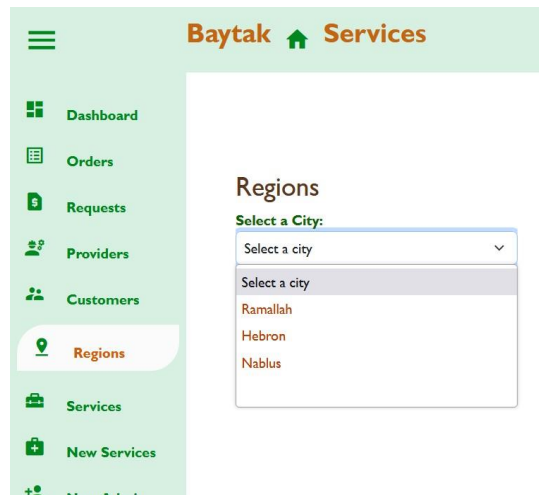 Baytak Services
Dashboard
Orders
Requests
Providers
Customers
Regions
Services
New Services
Regions
Select a City:
Select a city
Select a city
Ramallah
Hebron
Nablus